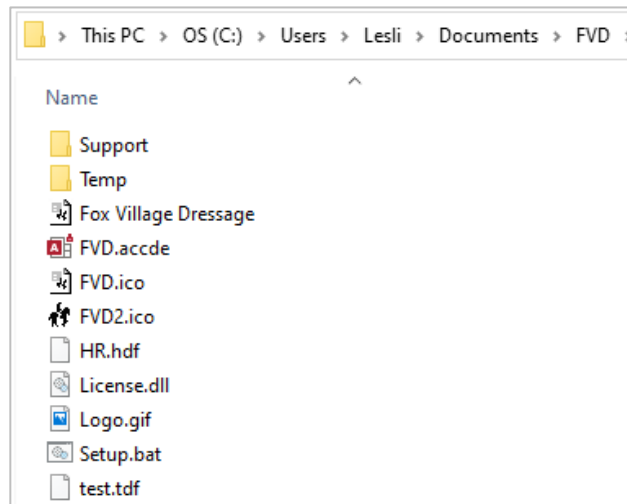 This PC > OS (C:) > Users > Lesli > Documents > FVD >
Name
Support
Temp
Fox Village Dressage
FVD.accde
FVD.ico
FVD2.ico
HR.hdf
License.dll
Logo.gif
Setup.bat
test.tdf